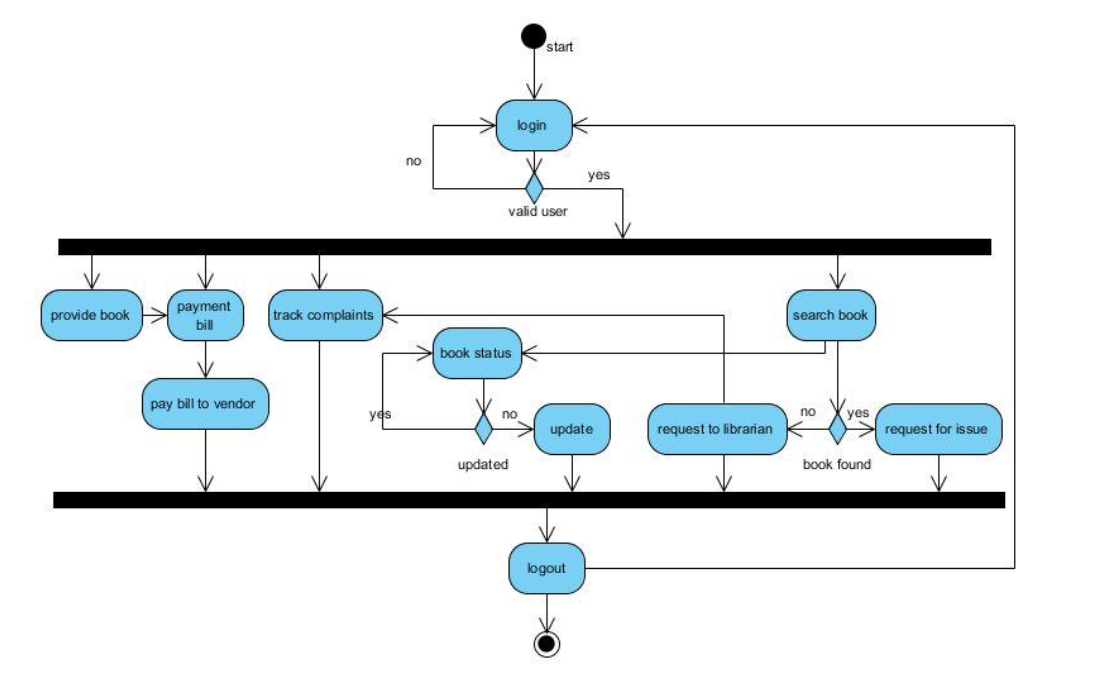 start
login
no
yes
valid user
provide book
payment
bill
track complaints
search book
book status
yes
no
update
request to librarian
no
yes
request for issue
pay bill to vendor
updated
book found
logout